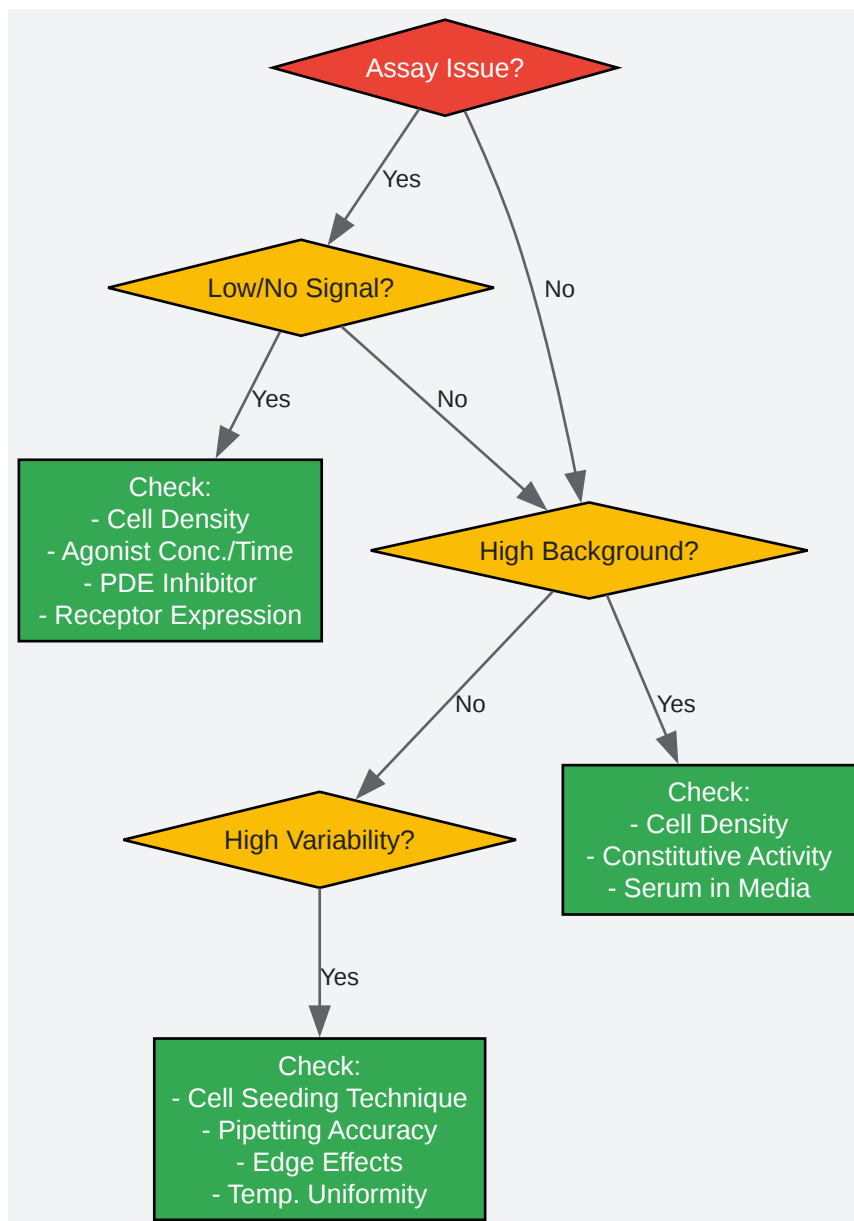 Assay Issue?
Yes
Low/No Signal?
No
Yes
No
Check:
- Cell Density
- Agonist Conc./Time
- PDE Inhibitor
- Receptor Expression
High Background?
No
Yes
Check:
- Cell Density
- Constitutive Activity
- Serum in Media
High Variability?
Yes
Check:
- Cell Seeding Technique
- Pipetting Accuracy
- Edge Effects
- Temp. Uniformity